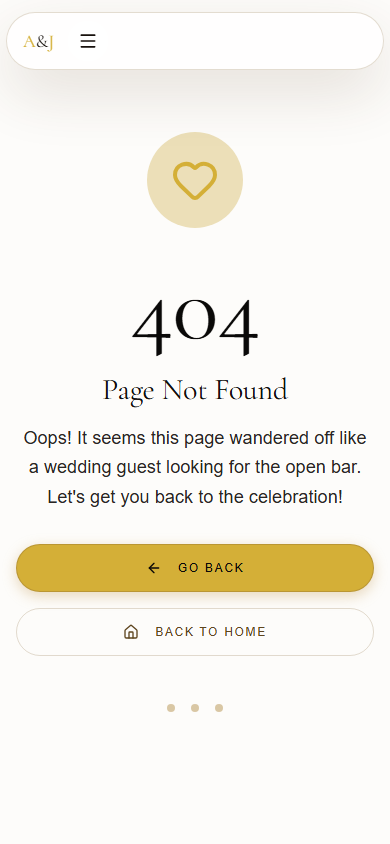 A&J
404
Page Not Found
Oops! It seems this page wandered off like
a wedding guest looking for the open bar.
Let's get you back to the celebration!
GO BACK
BACK TO HOME